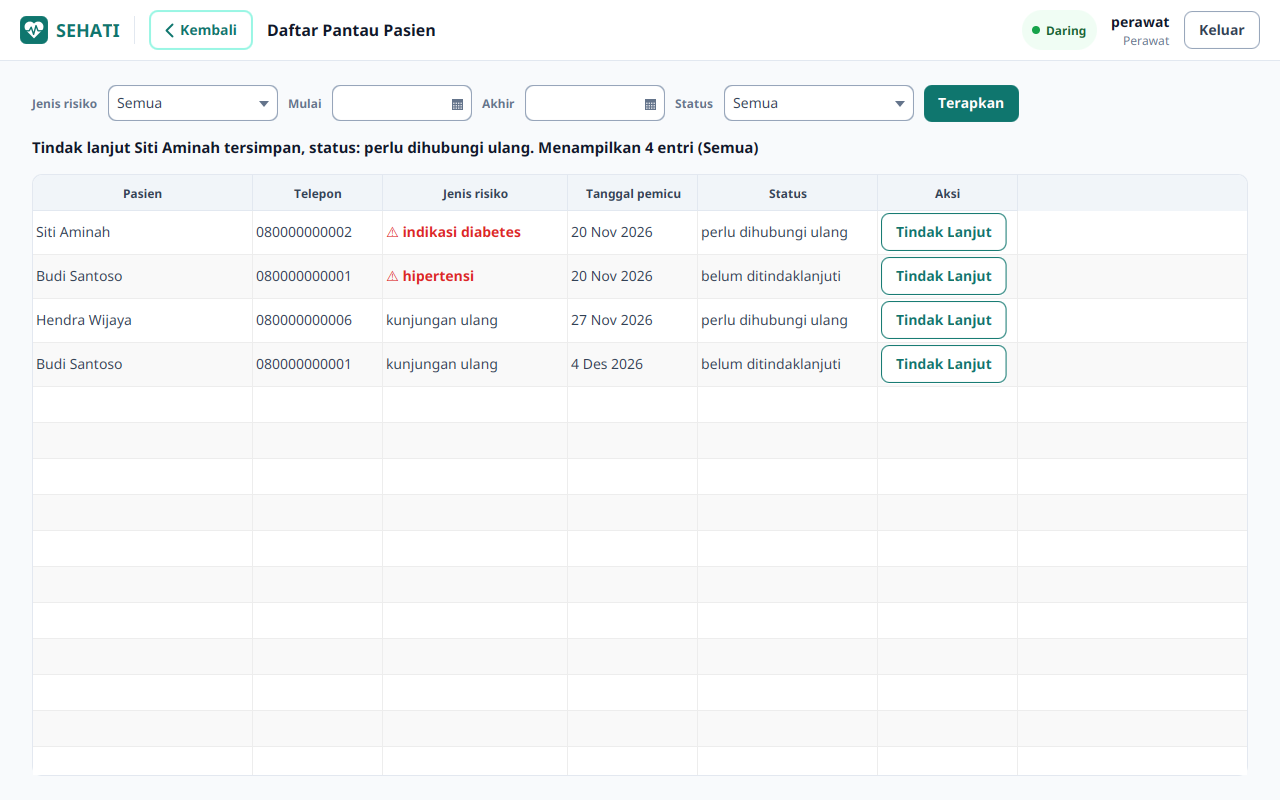 SEHATI
Kembali
Daftar Pantau Pasien
Daring
perawat
Perawat
Keluar
Jenis risiko
Semua
Mulai
Akhir
Status
Semua
Terapkan
Tindak lanjut Siti Aminah tersimpan, status: perlu dihubungi ulang. Menampilkan 4 entri (Semua)
Pasien Telepon Jenis risiko Tanggal pemicu Status Aksi
Siti Aminah 080000000002 ⚠ indikasi diabetes 20 Nov 2026 perlu dihubungi ulang Tindak Lanjut
Budi Santoso 080000000001 ⚠ hipertensi 20 Nov 2026 belum ditindaklanjuti Tindak Lanjut
Hendra Wijaya 080000000006 kunjungan ulang 27 Nov 2026 perlu dihubungi ulang Tindak Lanjut
Budi Santoso 080000000001 kunjungan ulang 4 Des 2026 belum ditindaklanjuti Tindak Lanjut